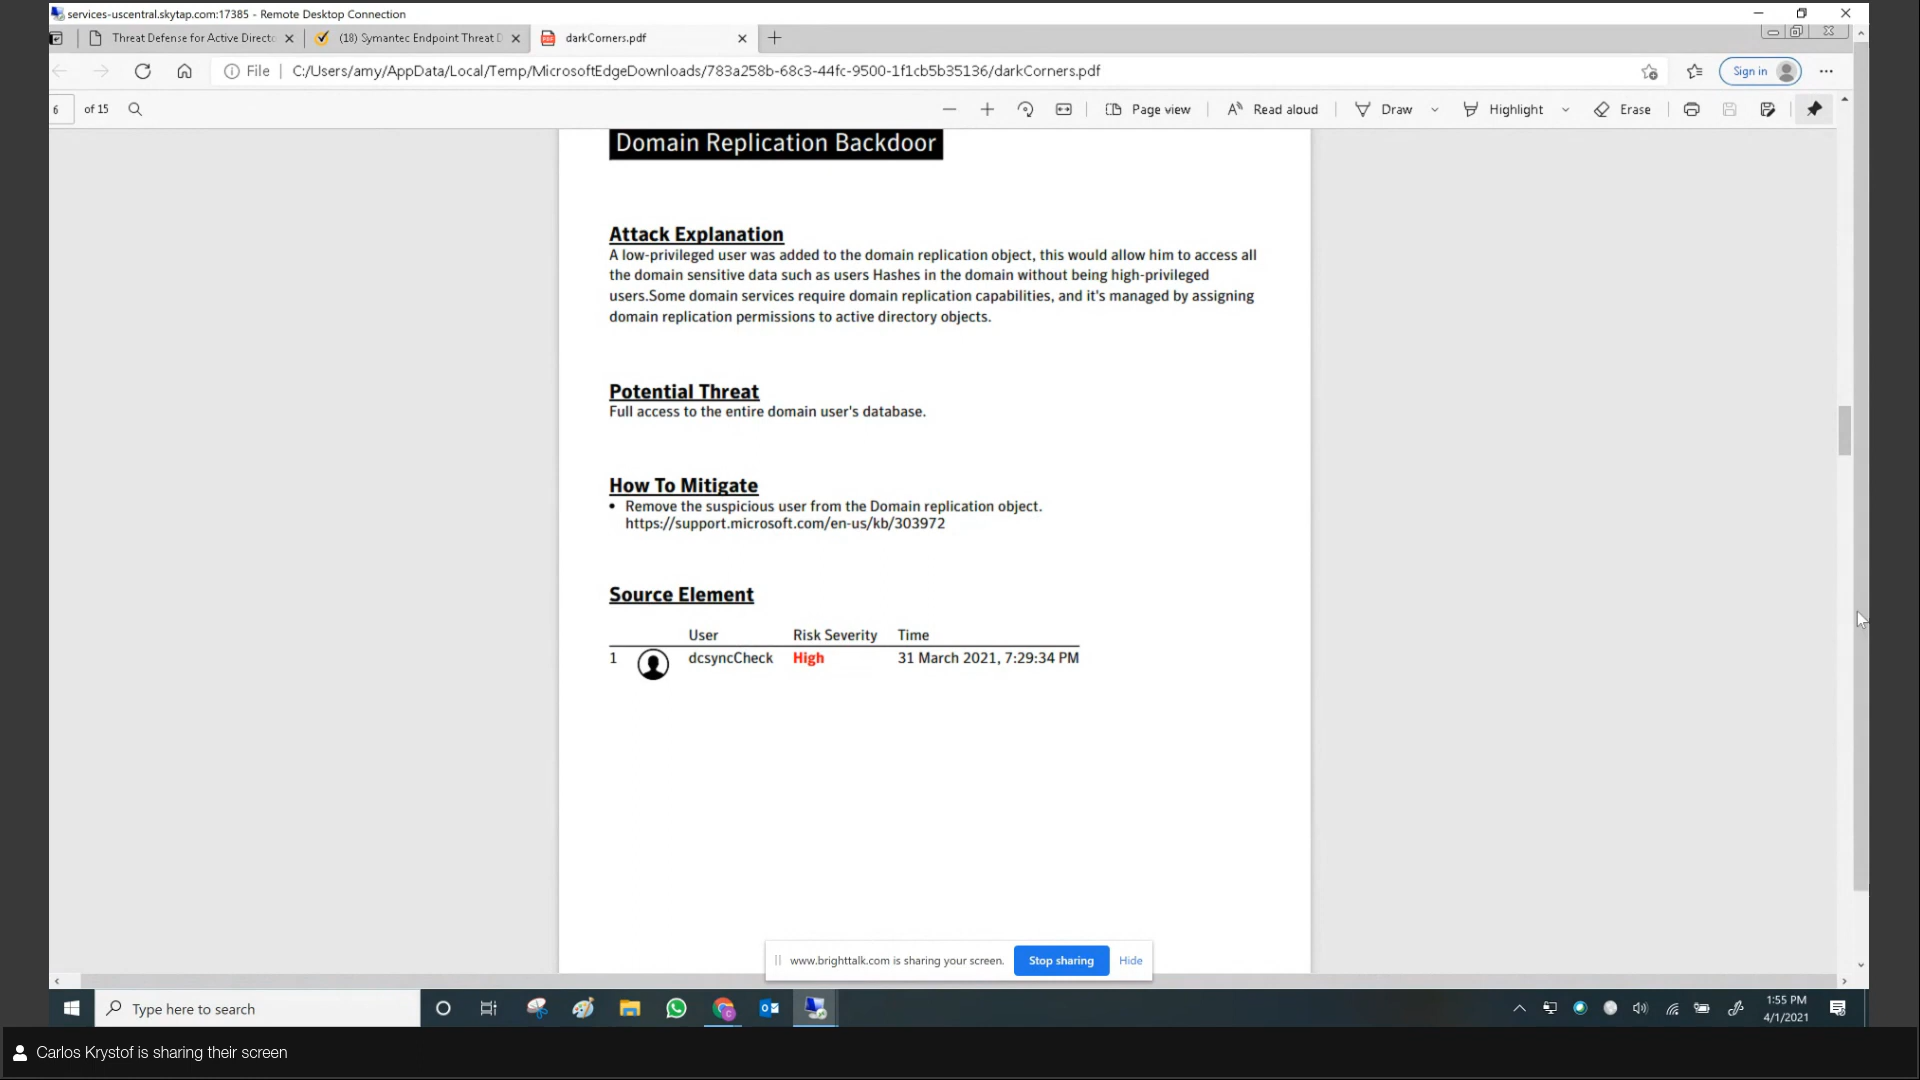 services-uscentral.skytap.com:17385 - Remote Desktop Connection
Threat Defense for Active Directo
(18) Symantec Endpoint Threat D
darkCorners.pdf
File
C:/Users/amy/AppData/Local/Temp/MicrosoftEdgeDownloads/783a258b-68c3-44fc-9500-1f1cb5b35136/darkCorners.pdf
Sign in
6 of 15
Page view
Read aloud
Draw
Highlight
Erase
Domain Replication Backdoor
Attack Explanation
A low-privileged user was added to the domain replication object, this would allow him to access all
the domain sensitive data such as users Hashes in the domain without being high-privileged
users.Some domain services require domain replication capabilities, and it's managed by assigning
domain replication permissions to active directory objects.
Potential Threat
Full access to the entire domain user's database.
How To Mitigate
• Remove the suspicious user from the Domain replication object.
https://support.microsoft.com/en-us/kb/303972
Source Element
User Risk Severity Time
1 dcsyncCheck High 31 March 2021, 7:29:34 PM
www.brighttalk.com is sharing your screen.
Stop sharing
Hide
Type here to search
1:55 PM
4/1/2021
Carlos Krystof is sharing their screen